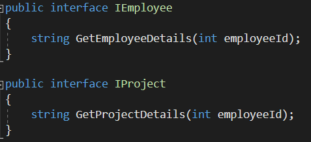 public interface IEmployee
{
string GetEmployeeDetails(int employeeId);
}
public interface IProject
{
string GetProjectDetails(int employeeId);
}